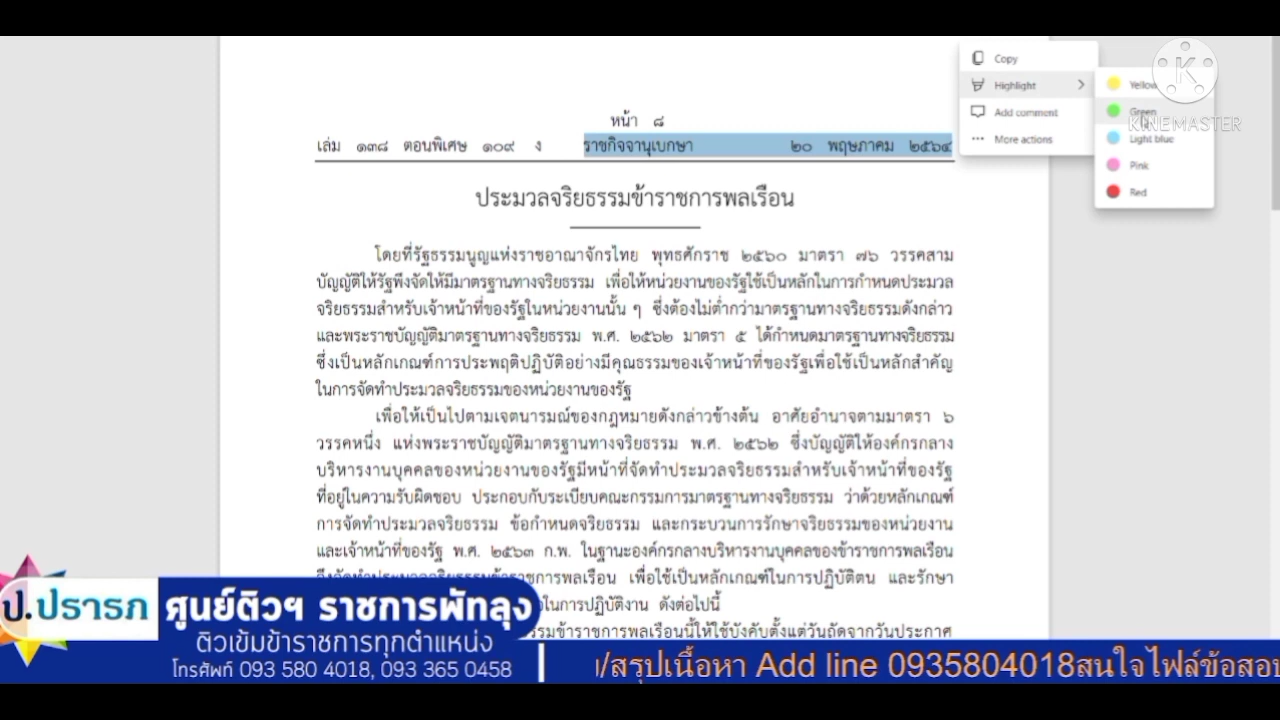 Copy
Highlight
Add comment
More actions
Yellow
Green
Light blue
Pink
Red
KINEMASTER
หน้า ๘
เล่ม ๑๓๘ ตอนพิเศษ ๑๐๙ ง ราชกิจจานุเบกษา ๒๐ พฤษภาคม ๒๕๖๔
ประมวลจริยธรรมข้าราชการพลเรือน
โดยที่รัฐธรรมนูญแห่งราชอาณาจักรไทย พุทธศักราช ๒๕๖๐ มาตรา ๗๖ วรรคสาม
บัญญัติให้รัฐพึงจัดให้มีมาตรฐานทางจริยธรรม เพื่อให้หน่วยงานของรัฐใช้เป็นหลักในการกำหนดประมวล
จริยธรรมสำหรับเจ้าหน้าที่ของรัฐในหน่วยงานนั้น ๆ ซึ่งต้องไม่ต่ำกว่ามาตรฐานทางจริยธรรมดังกล่าว
และพระราชบัญญัติมาตรฐานทางจริยธรรม พ.ศ. ๒๕๖๒ มาตรา ๕ ได้กำหนดมาตรฐานทางจริยธรรม
ซึ่งเป็นหลักเกณฑ์การประพฤติปฏิบัติอย่างมีคุณธรรมของเจ้าหน้าที่ของรัฐเพื่อใช้เป็นหลักสำคัญ
ในการจัดทำประมวลจริยธรรมของหน่วยงานของรัฐ
เพื่อให้เป็นไปตามเจตนารมณ์ของกฎหมายดังกล่าวข้างต้น อาศัยอำนาจตามมาตรา ๖
วรรคหนึ่ง แห่งพระราชบัญญัติมาตรฐานทางจริยธรรม พ.ศ. ๒๕๖๒ ซึ่งบัญญัติให้องค์กรกลาง
บริหารงานบุคคลของหน่วยงานของรัฐมีหน้าที่จัดทำประมวลจริยธรรมสำหรับเจ้าหน้าที่ของรัฐ
ที่อยู่ในความรับผิดชอบ ประกอบกับระเบียบคณะกรรมการมาตรฐานทางจริยธรรม ว่าด้วยหลักเกณฑ์
การจัดทำประมวลจริยธรรม ข้อกำหนดจริยธรรม และกระบวนการรักษาจริยธรรมของหน่วยงาน
และเจ้าหน้าที่ของรัฐ พ.ศ. ๒๕๖๓ ก.พ. ในฐานะองค์กรกลางบริหารงานบุคคลของข้าราชการพลเรือน
จึงจัดทำประมวลจริยธรรมข้าราชการพลเรือน เพื่อใช้เป็นหลักเกณฑ์ในการปฏิบัติตน และรักษา
ในการปฏิบัติงาน ดังต่อไปนี้
ธรรมข้าราชการพลเรือนนี้ให้ใช้บังคับตั้งแต่วันถัดจากวันประกาศ
ป.ปรารภ
ศูนย์ติวฯ ราชการพัทลุง
ติวเข้มข้าราชการทุกตำแหน่ง
โทรศัพท์ 093 580 4018, 093 365 0458
/สรุปเนื้อหา Add line 0935804018สนใจไฟล์ข้อสอบ